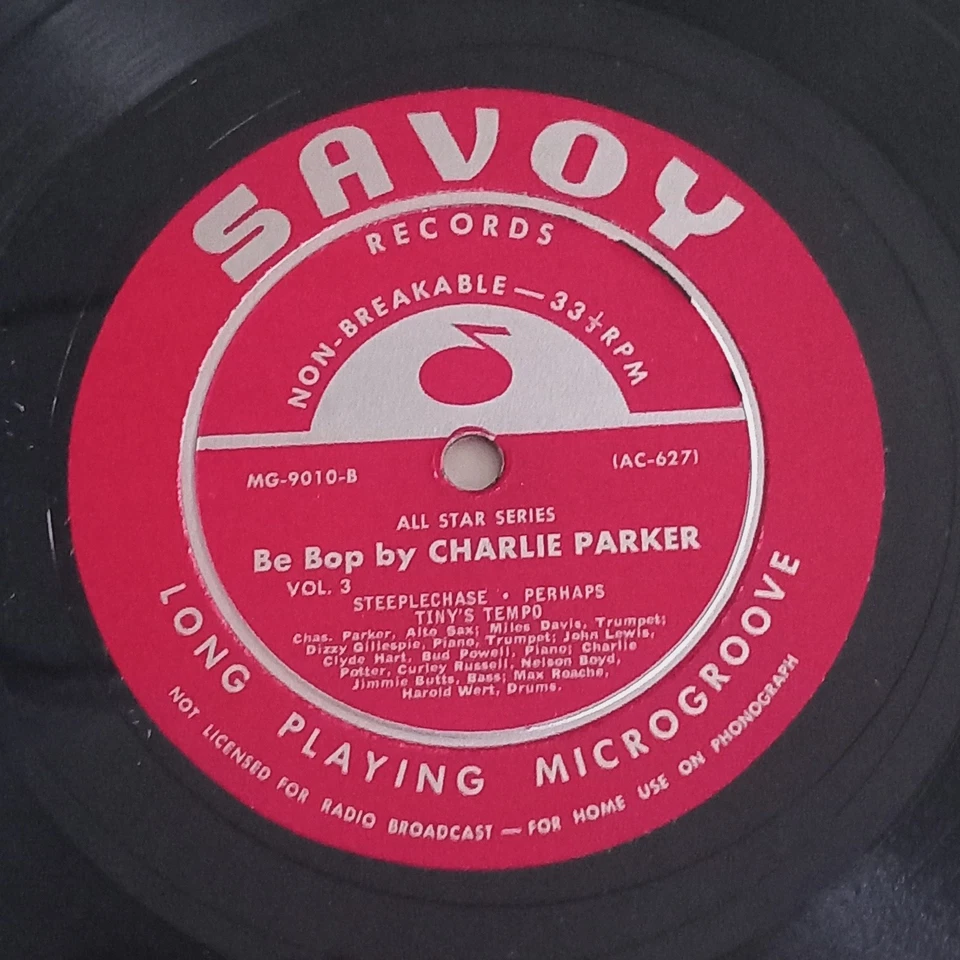 SAVOY
RECORDS
NON-BREAKABLE — 33⅓ RPM
MG-9010-B
(AC-627)
ALL STAR SERIES
Be Bop by CHARLIE PARKER
VOL. 3
STEEPLECHASE • PERHAPS
TINY'S TEMPO
Chas. Parker, Alto Sax; Miles Davis, Trumpet;
Dizzy Gillespie, Piano, Trumpet; John Lewis,
Clyde Hart, Bud Powell, Piano; Charlie
Potter, Curley Russell, Nelson Boyd,
Jimmie Butts, Bass; Max Roache,
Harold Wert, Drums.
LONG PLAYING MICROGROOVE
NOT LICENSED FOR RADIO BROADCAST — FOR HOME USE ON PHONOGRAPH